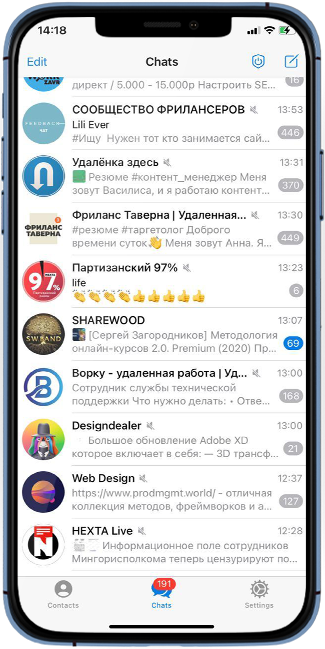 14:18
Edit
Chats
директ / 5.000 - 15.000р Настроить SE...
16
СООБЩЕСТВО ФРИЛАНСЕРОВ
13:53
Lili Ever
#Ищу Нужен тот кто занимается сай...
446
Удалёнка здесь
13:31
Резюме #контент_менеджер Меня
зовут Василиса, и я работаю контент...
370
ФРИЛАНС
ТАВЕРНА
Фриланс Таверна | Удаленная...
13:30
#резюме #таргетолог Доброго
времени суток👋 Меня зовут Анна. Я...
449
97%
Партизанский 97%
13:23
life
👏👏👏👏👍👍👍👍👍
6
SWAND
SHAREWOOD
13:07
[Сергей Загородников] Методология
онлайн-курсов 2.0. Premium (2020) Пр...
69
Ворку - удаленная работа | Уд...
13:00
Сотрудник службы технической
поддержки Что нужно делать: • Отве...
168
Designdealer
13:00
Большое обновление Adobe XD
которое включает в себя: — 3D трансф...
21
Web Design
12:37
https://www.prodmgmt.world/ - отличная
коллекция методов, фреймворков и а...
127
N
HEXTA Live
12:28
Информационное поле сотрудников
Мингорисполкома теперь цензурируют по...
191
Contacts
Chats
Settings